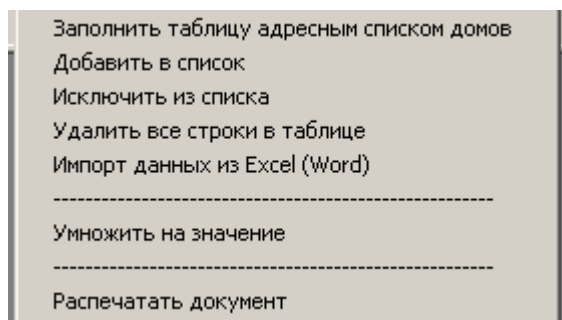 Заполнить таблицу адресным списком домов
Добавить в список
Исключить из списка
Удалить все строки в таблице
Импорт данных из Excel (Word)
-------------------------------------------------------
Умножить на значение
-------------------------------------------------------
Распечатать документ